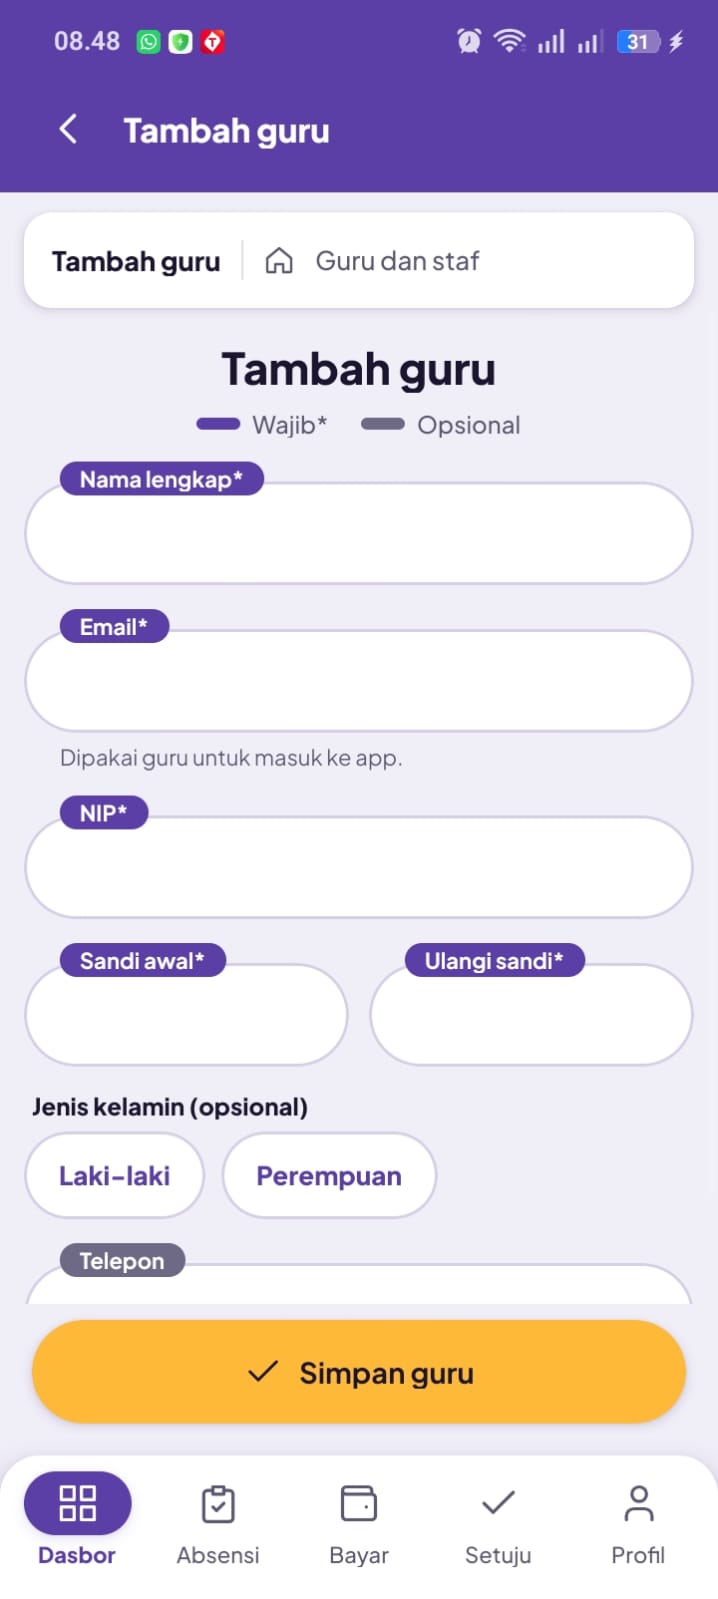 08.48
31
Tambah guru
Tambah guru
Guru dan staf
Tambah guru
Wajib* Opsional
Nama lengkap*
Email*
Dipakai guru untuk masuk ke app.
NIP*
Sandi awal* Ulangi sandi*
Jenis kelamin (opsional)
Laki-laki Perempuan
Telepon
Simpan guru
Dasbor Absensi Bayar Setuju Profil